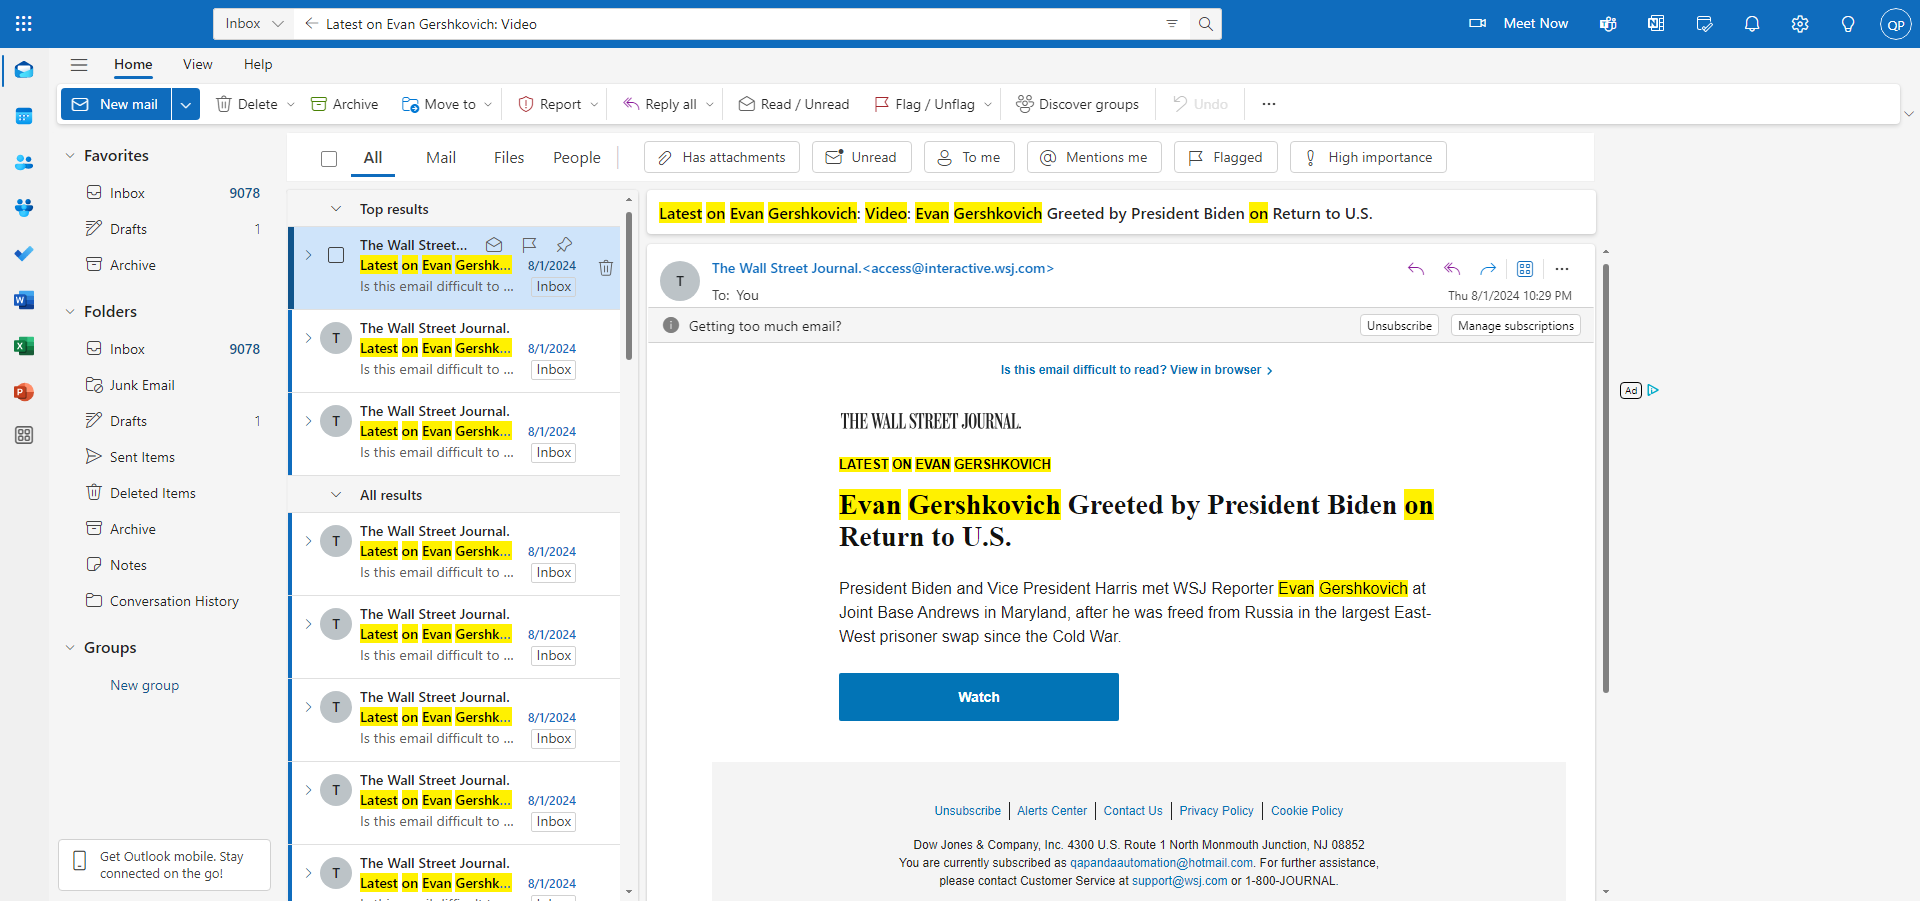 Inbox
Latest on Evan Gershkovich: Video
Meet Now
QP
Home View Help
New mail Delete Archive Move to Report Reply all Read / Unread Flag / Unflag Discover groups Undo
Favorites
Inbox 9078
Drafts 1
Archive
Folders
Inbox 9078
Junk Email
Drafts 1
Sent Items
Deleted Items
Archive
Notes
Conversation History
Groups
New group
Get Outlook mobile. Stay
connected on the go!
All Mail Files People Has attachments Unread To me Mentions me Flagged High importance
Top results
The Wall Street...
Latest on Evan Gershk... 8/1/2024
Is this email difficult to ... Inbox
T
The Wall Street Journal.
Latest on Evan Gershk... 8/1/2024
Is this email difficult to ... Inbox
T
The Wall Street Journal.
Latest on Evan Gershk... 8/1/2024
Is this email difficult to ... Inbox
All results
T
The Wall Street Journal.
Latest on Evan Gershk... 8/1/2024
Is this email difficult to ... Inbox
T
The Wall Street Journal.
Latest on Evan Gershk... 8/1/2024
Is this email difficult to ... Inbox
T
The Wall Street Journal.
Latest on Evan Gershk... 8/1/2024
Is this email difficult to ... Inbox
T
The Wall Street Journal.
Latest on Evan Gershk... 8/1/2024
Is this email difficult to ... Inbox
T
The Wall Street Journal.
Latest on Evan Gershk... 8/1/2024
Latest on Evan Gershkovich: Video: Evan Gershkovich Greeted by President Biden on Return to U.S.
T
The Wall Street Journal.<access@interactive.wsj.com>
To: You
Thu 8/1/2024 10:29 PM
Getting too much email? Unsubscribe Manage subscriptions
Is this email difficult to read? View in browser ›
THE WALL STREET JOURNAL.
LATEST ON EVAN GERSHKOVICH
Evan Gershkovich Greeted by President Biden on
Return to U.S.
President Biden and Vice President Harris met WSJ Reporter Evan Gershkovich at
Joint Base Andrews in Maryland, after he was freed from Russia in the largest East-
West prisoner swap since the Cold War.
Watch
Unsubscribe | Alerts Center | Contact Us | Privacy Policy | Cookie Policy
Dow Jones & Company, Inc. 4300 U.S. Route 1 North Monmouth Junction, NJ 08852
You are currently subscribed as qapandaautomation@hotmail.com. For further assistance,
please contact Customer Service at support@wsj.com or 1-800-JOURNAL.
Ad